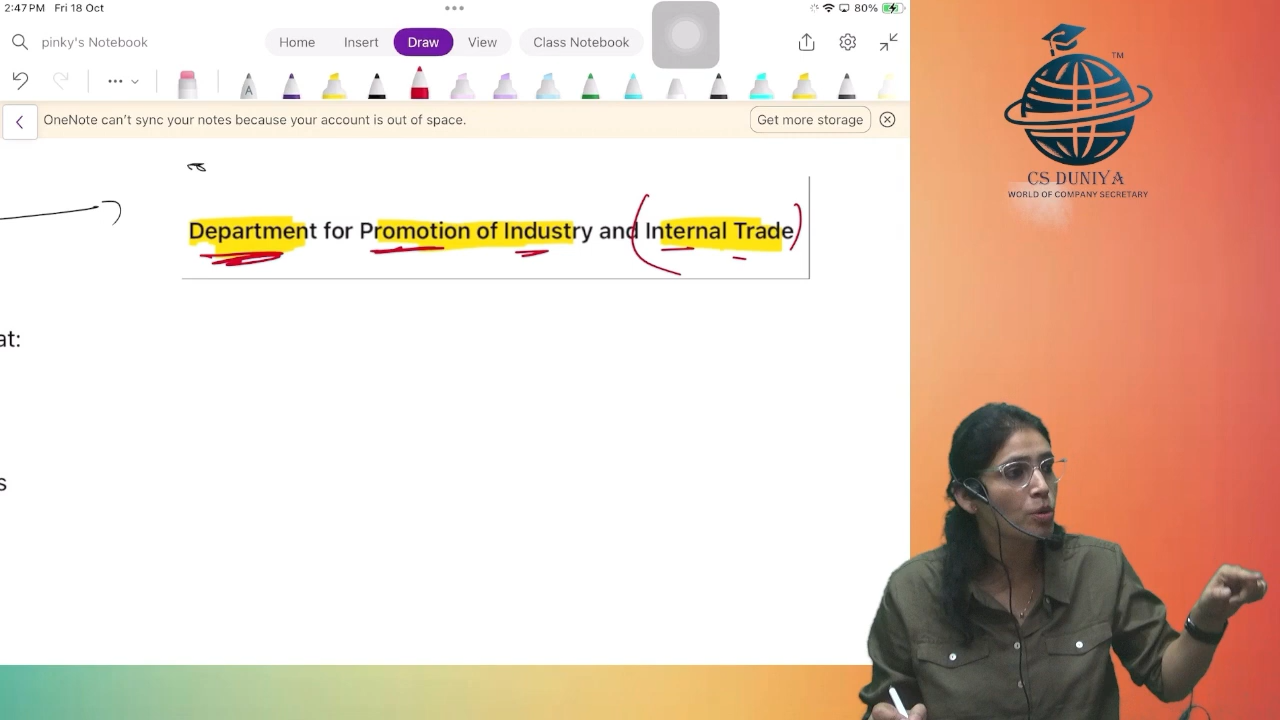 2:47 PM Fri 18 Oct
80%
pinky's Notebook
Home Insert Draw View Class Notebook
A
OneNote can't sync your notes because your account is out of space.
Get more storage
Department for Promotion of Industry and Internal Trade
at:
s
TM
CS DUNIYA
WORLD OF COMPANY SECRETARY